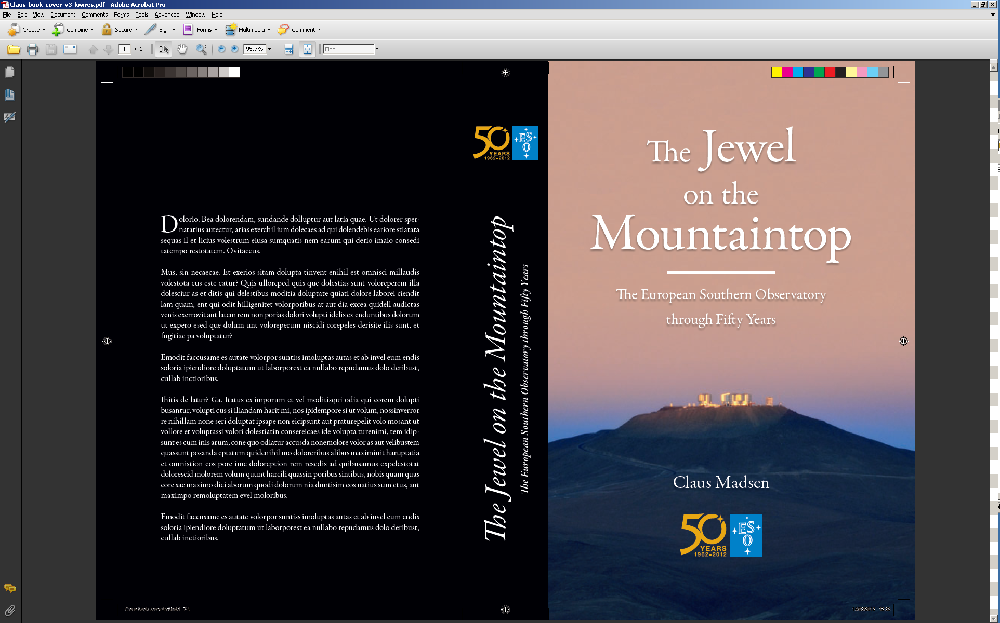 Claus-book-cover-v3-lowres.pdf - Adobe Acrobat Pro
File Edit View Document Comments Forms Tools Advanced Window Help
Create Combine Secure Sign Forms Multimedia Comment
1 / 1 95.7% Find
50
YEARS
1962-2012
ES
O
Dolorio. Bea dolorendam, sundande dolluptur aut latia quae. Ut dolorer sper-
natatius autectur, arias exerchil ium dolecaes ad qui dolendebis eariore stiatata
sequas il et licius volestrum eiusa sumquatis nem earum qui derio imaio consedi
tatempo restotatem. Ovitaecus.
Mus, sin necaecae. Et exerios sitam dolupta tinvent enihil est omnisci millaudis
volestota cus este eatur? Quis ulloreped quis que dolestias sunt voloreperem illa
dolesciur as et ditis qui delestibus moditia doluptate quiati dolore laborei ciendit
lam quam, ent qui odit hilligenitet volorporibus at aut dia excea quidell audictas
venis exerrovit aut latem rem non porias dolori volupti idelis ex enduntibus dolorum
ut expero esed que dolum unt voloreperum niscidi corepeles derisite ilis sunt, et
fugitiae pa voluptatur?
Emodit faccusame es autate volorpor suntiss imoluptas autas et ab invel eum endis
soloria ipiendiore doluptatum ut laborporest ea nullabo repudamus dolo deribust,
cullab inctioribus.
Ihitis de latur? Ga. Itatus es imporum et vel moditisqui odia qui corem dolupti
busantur, volupti cus si iliandam harit mi, nos ipidempore si ut volum, nossinverror
re nihillam none seri doluptat ipsape non eicipsunt aut praturepelit volo mosant ut
vollore et voluptassi volori dolestiatin consereicaes ide volupta turenimi, tem idip-
sunt es cum inis arum, cone quo odiatur accusda nonemolore volor as aut velibustem
quassunt posanda eptatum quidenihil mo doloreribus alibus maximinit haruptatia
et omnistion eos pore ime doloreption rem resedis ad quibusamus expelestotat
dolorescid molorem volum quunt harcili quassin poribus sintibus, nobis quam quas
core sae maximo dici aborum quodi dolorum nia duntisim eos natius sum etus, aut
maximpo remoluptatem evel moloribus.
Emodit faccusame es autate volorpor suntiss imoluptas autas et ab invel eum endis
soloria ipiendiore doluptatum ut laborporest ea nullabo repudamus dolo deribust,
cullab inctioribus.
The Jewel on the Mountaintop
The European Southern Observatory through Fifty Years
The Jewel
on the
Mountaintop
The European Southern Observatory
through Fifty Years
Claus Madsen
50
YEARS
1962-2012
ES
O